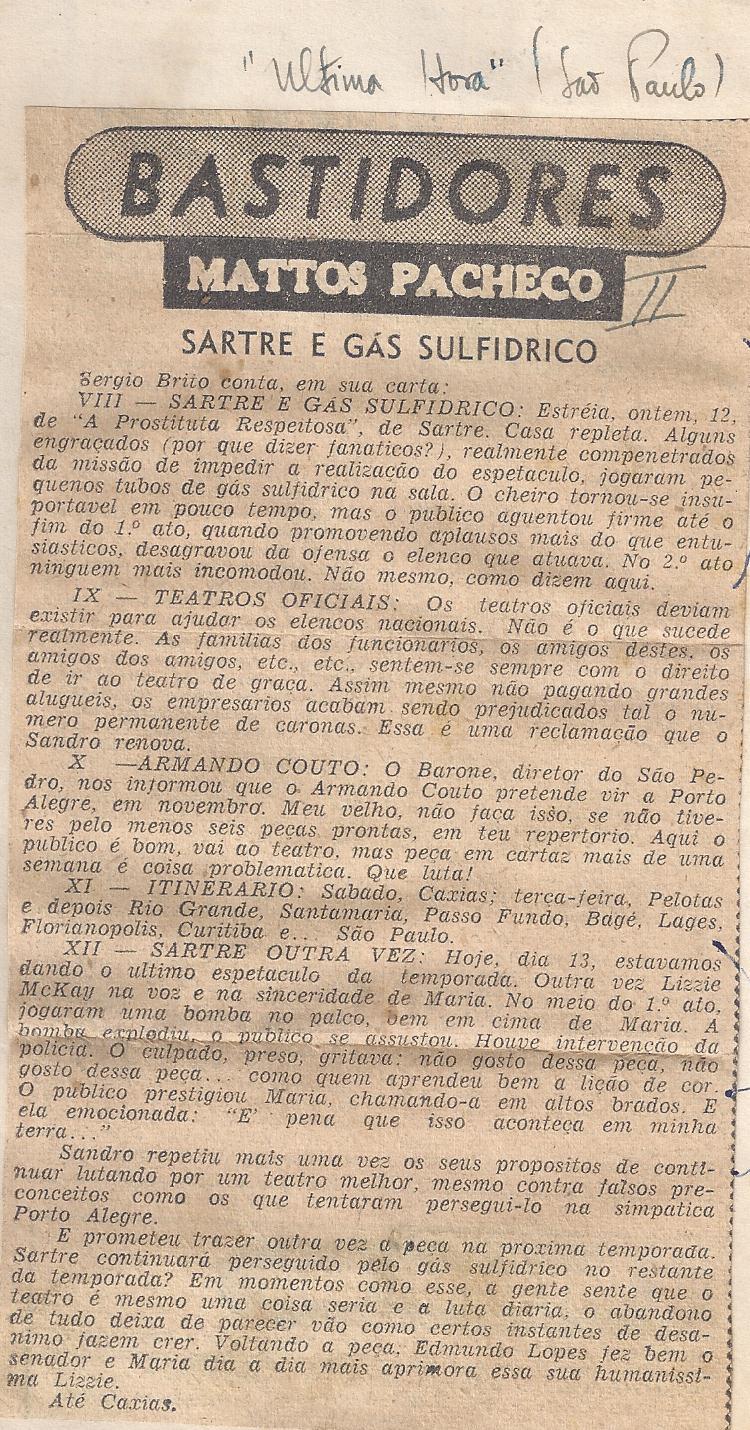 "Ultima Hora" (São Paulo)
BASTIDORES
MATTOS PACHECO
II
SARTRE E GÁS SULFIDRICO
Sergio Brito conta, em sua carta:
VIII — SARTRE E GÁS SULFIDRICO: Estréia, ontem, 12,
de "A Prostituta Respeitosa", de Sartre. Casa repleta. Alguns
engraçados (por que dizer fanaticos?), realmente compenetrados
da missão de impedir a realização do espetaculo, jogaram pe-
quenos tubos de gás sulfidrico na sala. O cheiro tornou-se insu-
portavel em pouco tempo, mas o publico aguentou firme até o
fim do 1.º ato, quando promovendo aplausos mais do que entu-
siasticos, desagravou da ofensa o elenco que atuava. No 2.º ato
ninguem mais incomodou. Não mesmo, como dizem aqui.
IX — TEATROS OFICIAIS: Os teatros oficiais deviam
existir para ajudar os elencos nacionais. Não é o que sucede
realmente. As familias dos funcionarios, os amigos destes, os
amigos dos amigos, etc., etc., sentem-se sempre com o direito
de ir ao teatro de graça. Assim mesmo não pagando grandes
alugueis, os empresarios acabam sendo prejudicados tal o nu-
mero permanente de caronas. Essa é uma reclamação que o
Sandro renova.
X —ARMANDO COUTO: O Barone, diretor do São Pe-
dro, nos informou que o Armando Couto pretende vir a Porto
Alegre, em novembro. Meu velho, não faça isso, se não tive-
res pelo menos seis peças prontas, em teu repertorio. Aqui o
publico é bom, vai ao teatro, mas peça em cartaz mais de uma
semana é coisa problematica. Que luta!
XI — ITINERARIO: Sabado, Caxias; terça-feira, Pelotas
e depois Rio Grande, Santamaria, Passo Fundo, Bagé, Lages,
Florianopolis, Curitiba e.. São Paulo.
XII — SARTRE OUTRA VEZ: Hoje, dia 13, estavamos
dando o ultimo espetaculo da temporada. Outra vez Lizzie
McKay na voz e na sinceridade de Maria. No meio do 1.º ato,
jogaram uma bomba no palco, bem em cima de Maria. A
bomba explodiu, o publico se assustou. Houve intervenção da
policia. O culpado, preso, gritava: não gosto dessa peça, não
gosto dessa peça... como quem aprendeu bem a lição de cor.
O publico prestigiou Maria, chamando-a em altos brados. E
ela emocionada: "E' pena que isso aconteça em minha
terra..."
Sandro repetiu mais uma vez os seus propositos de conti-
nuar lutando por um teatro melhor, mesmo contra falsos pre-
conceitos como os que tentaram persegui-lo na simpatica
Porto Alegre.
E prometeu trazer outra vez a peça na proxima temporada.
Sartre continuará perseguido pelo gás sulfidrico no restante
da temporada? Em momentos como esse, a gente sente que o
teatro é mesmo uma coisa seria e a luta diaria, o abandono
de tudo deixa de parecer vão como certos instantes de desa-
nimo fazem crer. Voltando a peça, Edmundo Lopes fez bem o
senador e Maria dia a dia mais aprimora essa sua humanissi-
ma Lizzie.
Até Caxias.